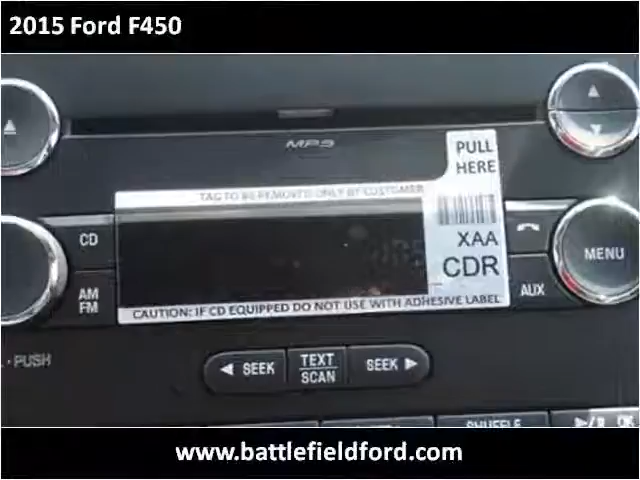 2015 Ford F450
MP3
PULL
HERE
TAG TO BE REMOVED ONLY BY CUSTOMER
XAA
CDR
CD
MENU
AM
FM
AUX
CAUTION: IF CD EQUIPPED DO NOT USE WITH ADHESIVE LABEL
PUSH
SEEK
TEXT
SCAN
SEEK
SHUFFLE
OK
www.battlefieldford.com